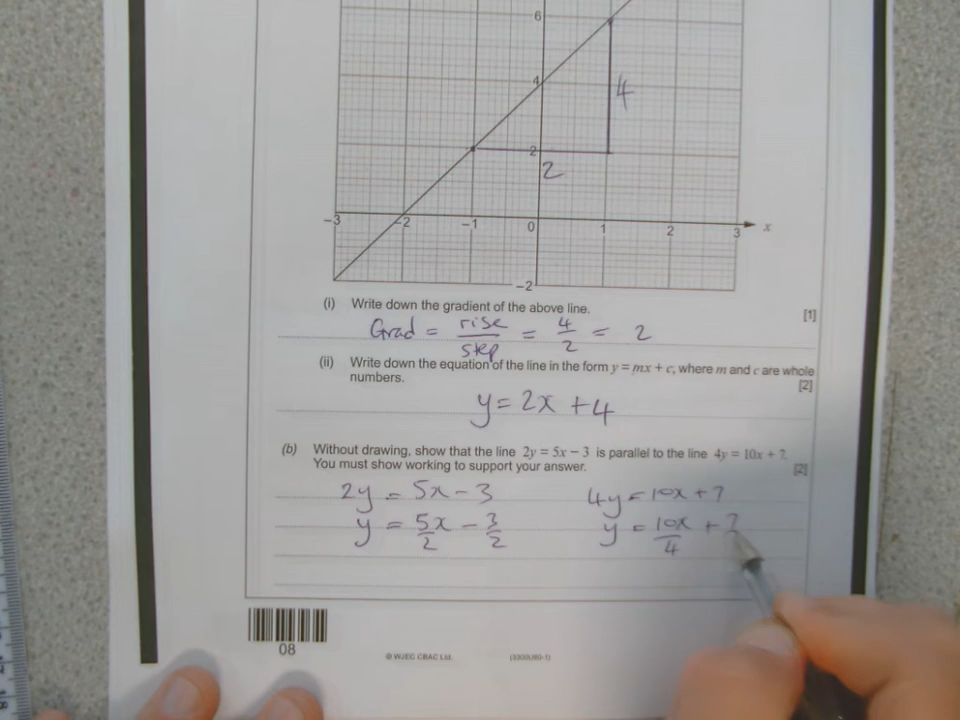 6
4
4
2
2
-3 -2 -1 0 1 2 3 x
-2
(i) Write down the gradient of the above line. [1]
Grad = rise/step = 4/2 = 2
(ii) Write down the equation of the line in the form y = mx + c, where m and c are whole
numbers. [2]
y = 2x + 4
(b) Without drawing, show that the line 2y = 5x − 3 is parallel to the line 4y = 10x + 7.
You must show working to support your answer. [2]
2y = 5x − 3 4y = 10x + 7
y = 5x/2 − 3/2 y = 10x/4 + 7
08
© WJEC CBAC Ltd.